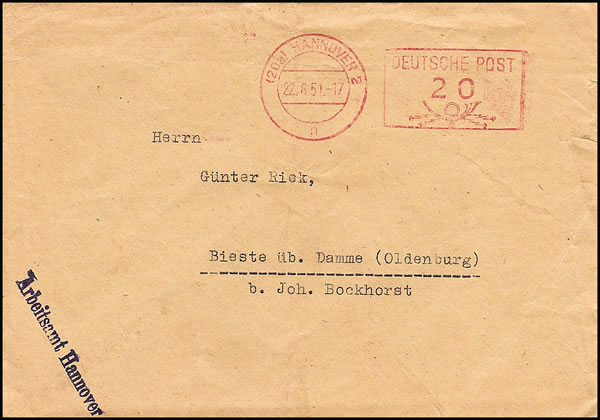 (20a) HANNOVER 2
22.6.51.-17
n
DEUTSCHE POST
20
Herrn
Günter Riek,
Bieste üb. Damme (Oldenburg)
b. Joh. Bockhorst
Arbeitsamt Hannover